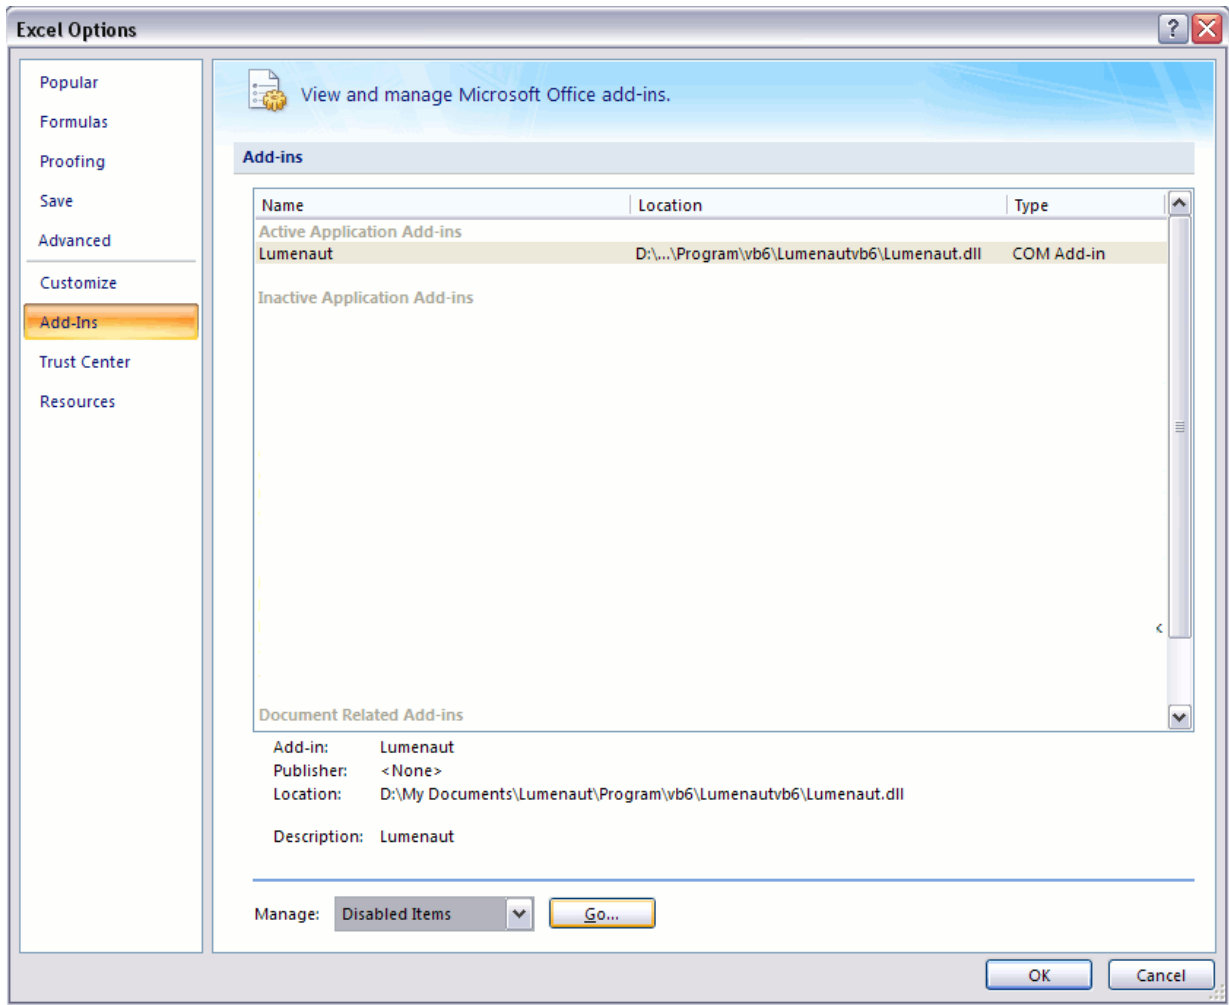 Excel Options
Popular
Formulas
Proofing
Save
Advanced
Customize
Add-Ins
Trust Center
Resources
View and manage Microsoft Office add-ins.
Add-ins
Name Location Type
Active Application Add-ins
Lumenaut D:\...\Program\vb6\Lumenautvb6\Lumenaut.dll COM Add-in
Inactive Application Add-ins
Document Related Add-ins
Add-in: Lumenaut
Publisher: <None>
Location: D:\My Documents\Lumenaut\Program\vb6\Lumenautvb6\Lumenaut.dll
Description: Lumenaut
Manage: Disabled Items Go...
OK Cancel